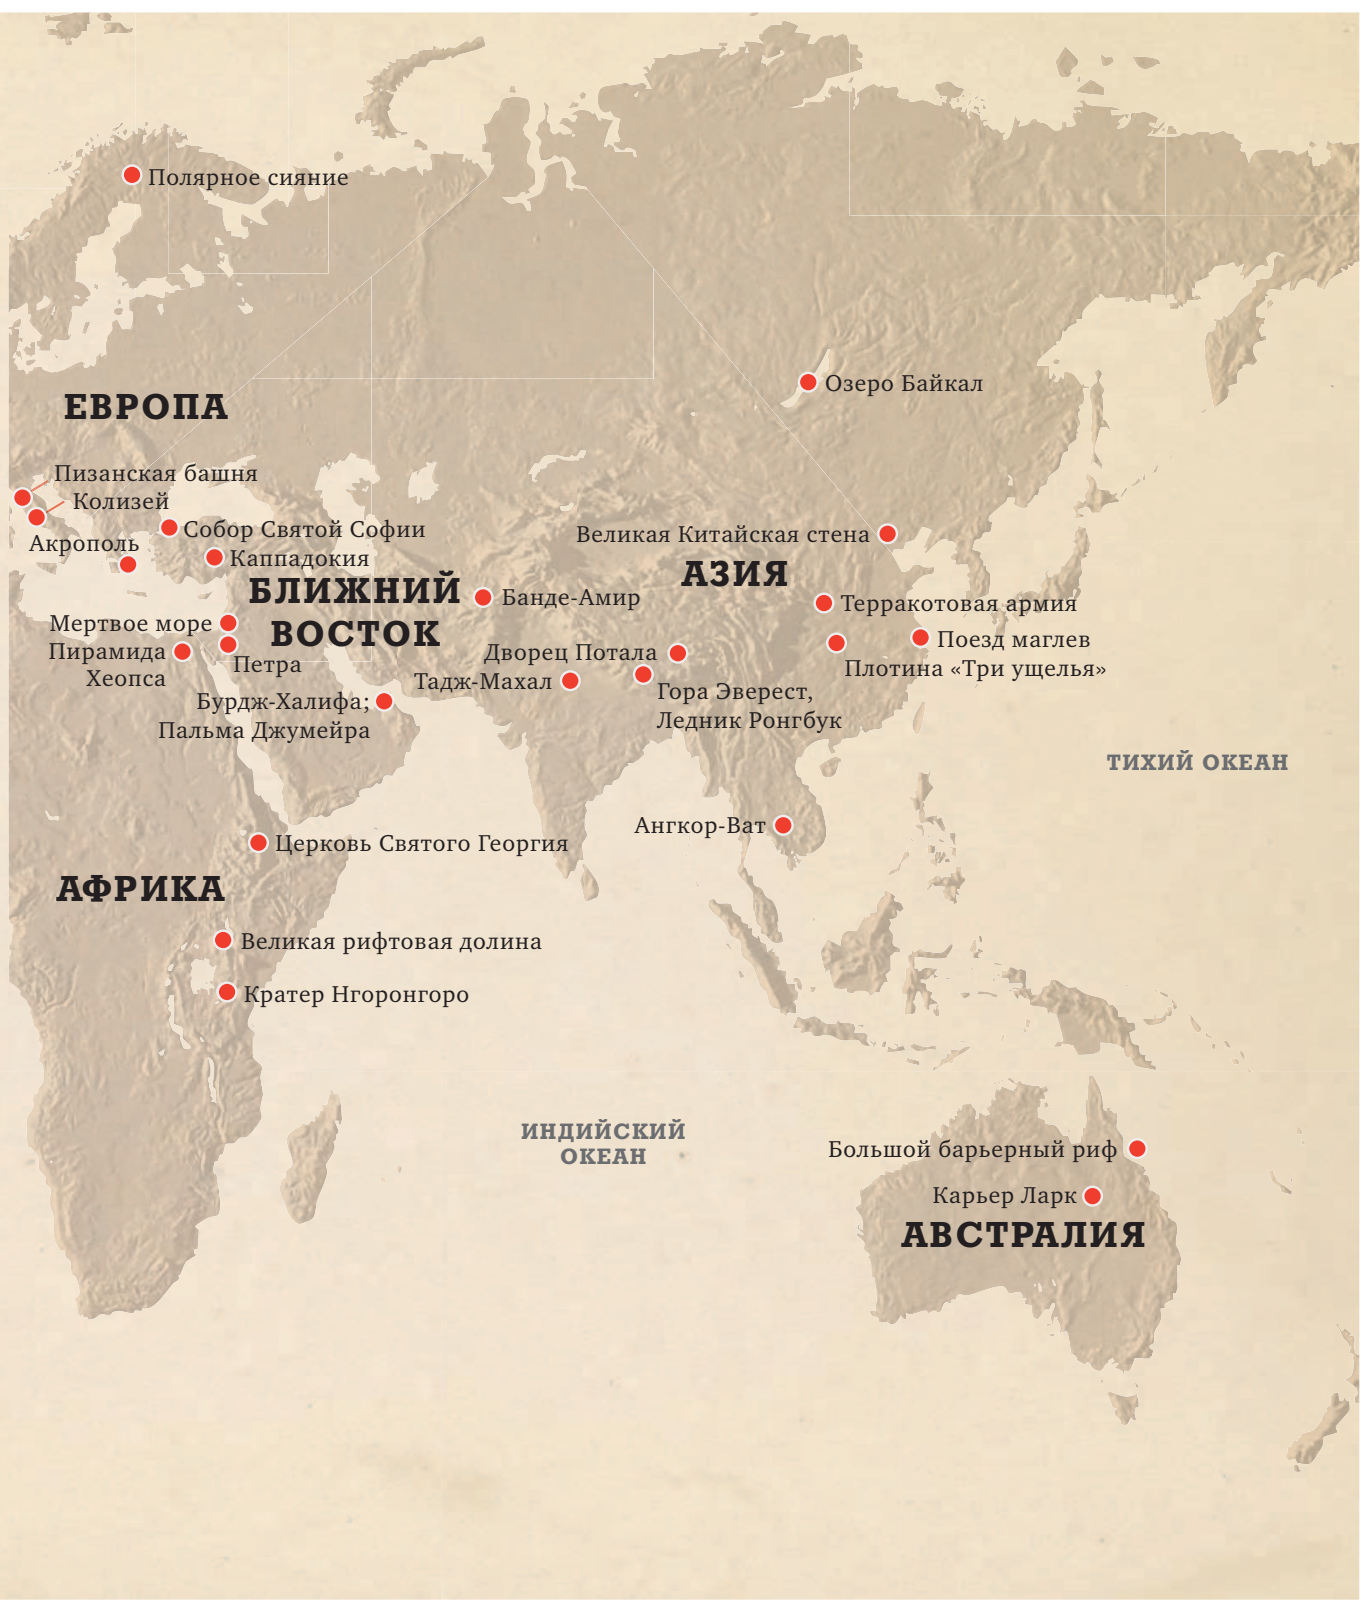 Полярное сияние
Озеро Байкал
ЕВРОПА
Пизанская башня
Колизей
Собор Святой Софии
Акрополь
Каппадокия
Великая Китайская стена
АЗИЯ
БЛИЖНИЙ
ВОСТОК
Банде-Амир
Терракотовая армия
Мертвое море
Пирамида
Хеопса
Петра
Дворец Потала
Поезд маглев
Плотина «Три ущелья»
Тадж-Махал
Гора Эверест,
Ледник Ронгбук
Бурдж-Халифа;
Пальма Джумейра
ТИХИЙ ОКЕАН
Ангкор-Ват
Церковь Святого Георгия
АФРИКА
Великая рифтовая долина
Кратер Нгоронгоро
ИНДИЙСКИЙ
ОКЕАН
Большой барьерный риф
Карьер Ларк
АВСТРАЛИЯ